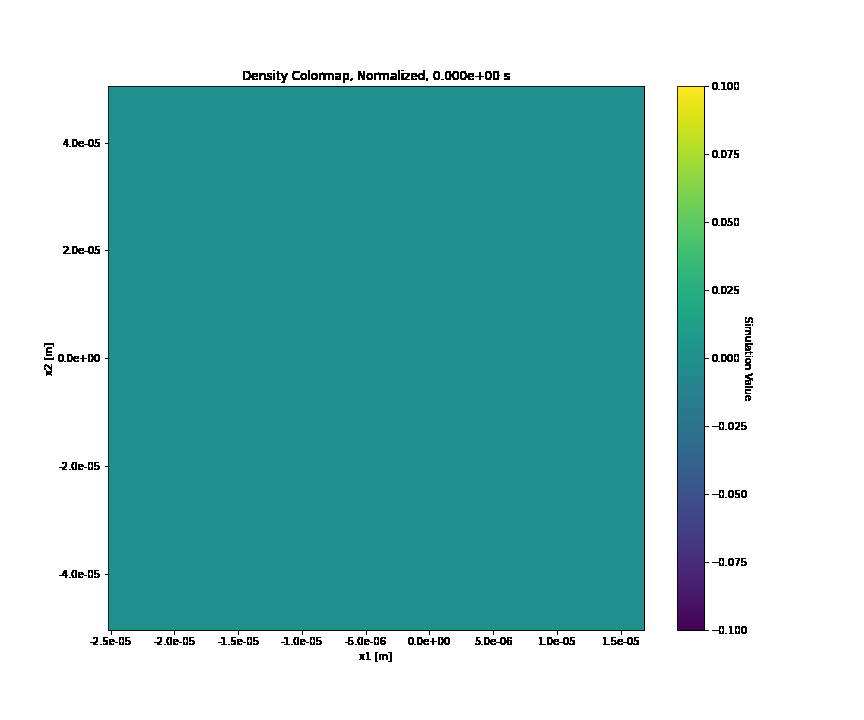 Density Colormap, Normalized, 0.000e+00 s
0.100
0.075
0.050
0.025
0.000
−0.025
−0.050
−0.075
−0.100
Simulation Value
4.0e-05
2.0e-05
0.0e+00
-2.0e-05
-4.0e-05
x2 [m]
-2.5e-05 -2.0e-05 -1.5e-05 -1.0e-05 -5.0e-06 0.0e+00 5.0e-06 1.0e-05 1.5e-05
x1 [m]